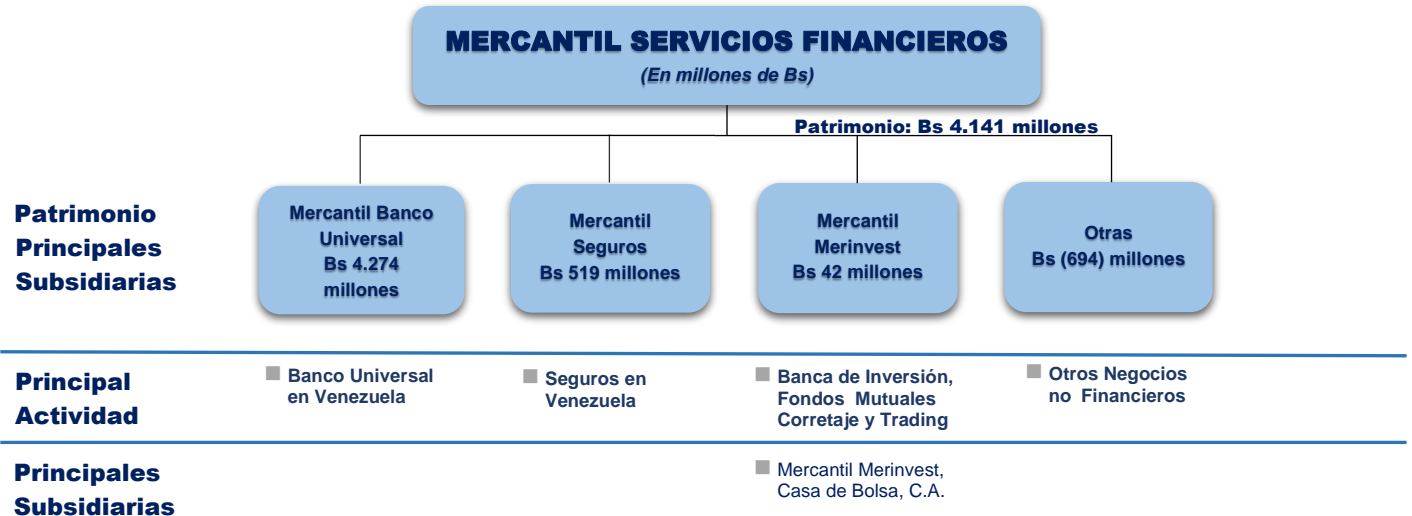 MERCANTIL SERVICIOS FINANCIEROS
(En millones de Bs)
Patrimonio: Bs 4.141 millones
Patrimonio
Principales
Subsidiarias
Mercantil Banco
Universal
Bs 4.274
millones
Mercantil
Seguros
Bs 519 millones
Mercantil
Merinvest
Bs 42 millones
Otras
Bs (694) millones
Principal
Actividad
Banco Universal
en Venezuela
Seguros en
Venezuela
Banca de Inversión,
Fondos Mutuales
Corretaje y Trading
Otros Negocios
no Financieros
Principales
Subsidiarias
Mercantil Merinvest,
Casa de Bolsa, C.A.